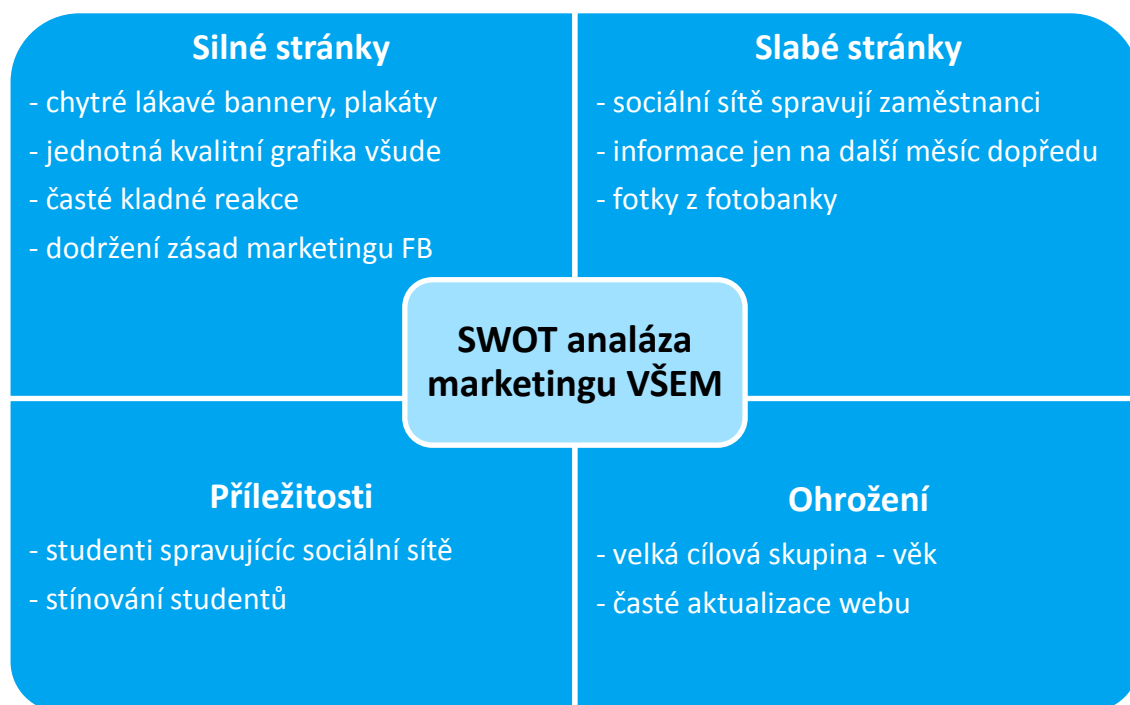 Silné stránky
- chytré lákavé bannery, plakáty
- jednotná kvalitní grafika všude
- časté kladné reakce
- dodržení zásad marketingu FB
Slabé stránky
- sociální sítě spravují zaměstnanci
- informace jen na další měsíc dopředu
- fotky z fotobanky
SWOT analáza
marketingu VŠEM
Příležitosti
- studenti spravujícíc sociální sítě
- stínování studentů
Ohrožení
- velká cílová skupina - věk
- časté aktualizace webu